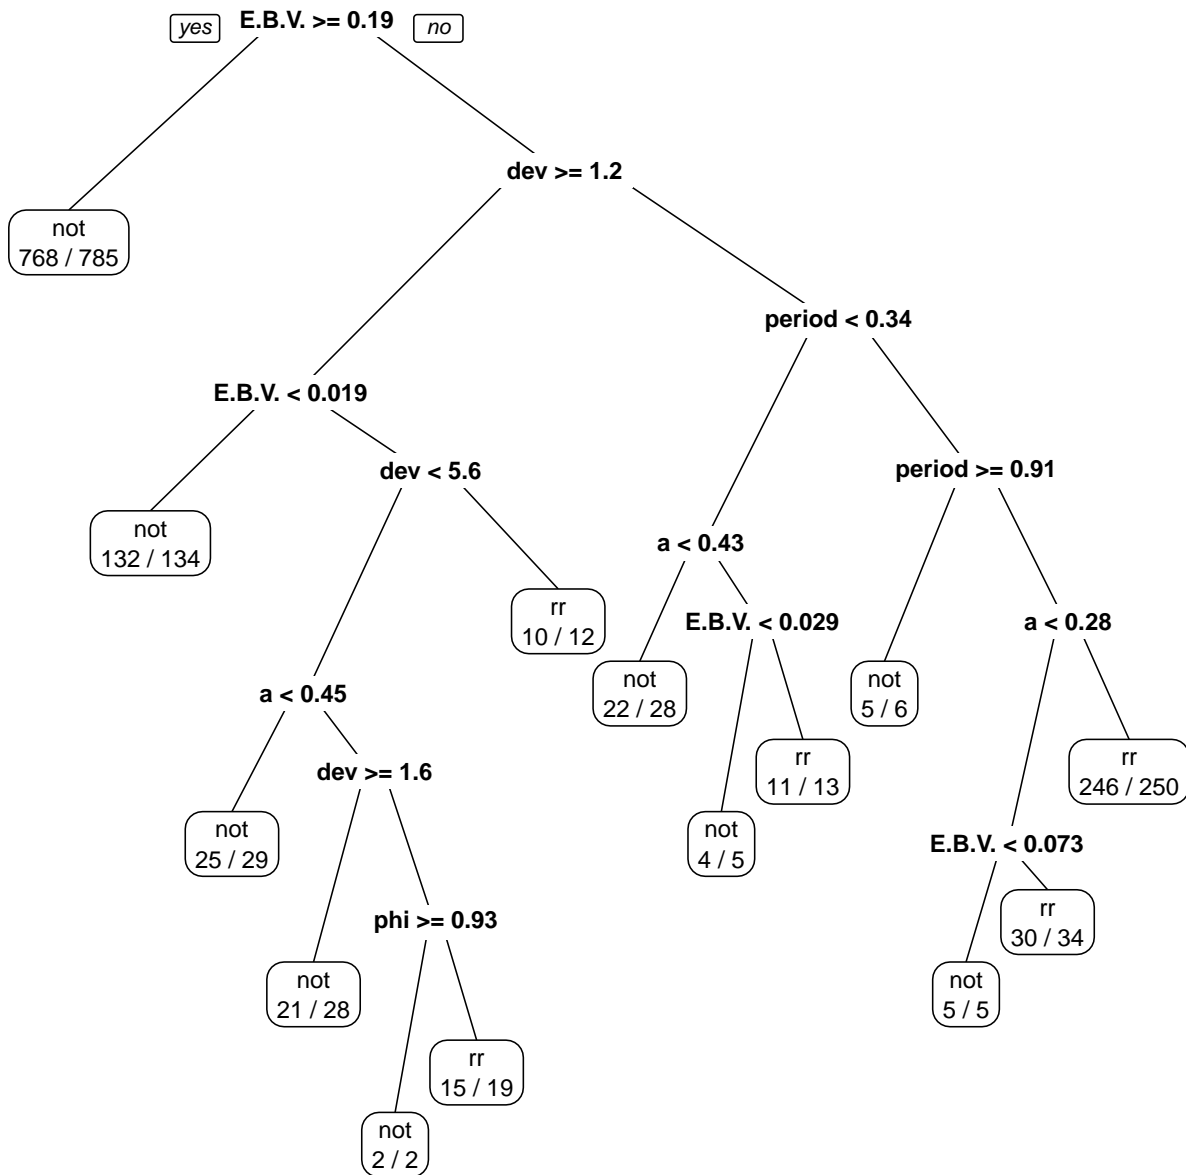 yes E.B.V. >= 0.19 no
dev >= 1.2
not
768 / 785
period < 0.34
E.B.V. < 0.019
dev < 5.6
period >= 0.91
not
132 / 134
a < 0.43
rr
10 / 12
E.B.V. < 0.029
a < 0.28
not
22 / 28
not
5 / 6
a < 0.45
rr
11 / 13
rr
246 / 250
dev >= 1.6
not
25 / 29
not
4 / 5
E.B.V. < 0.073
phi >= 0.93
rr
30 / 34
not
21 / 28
not
5 / 5
rr
15 / 19
not
2 / 2